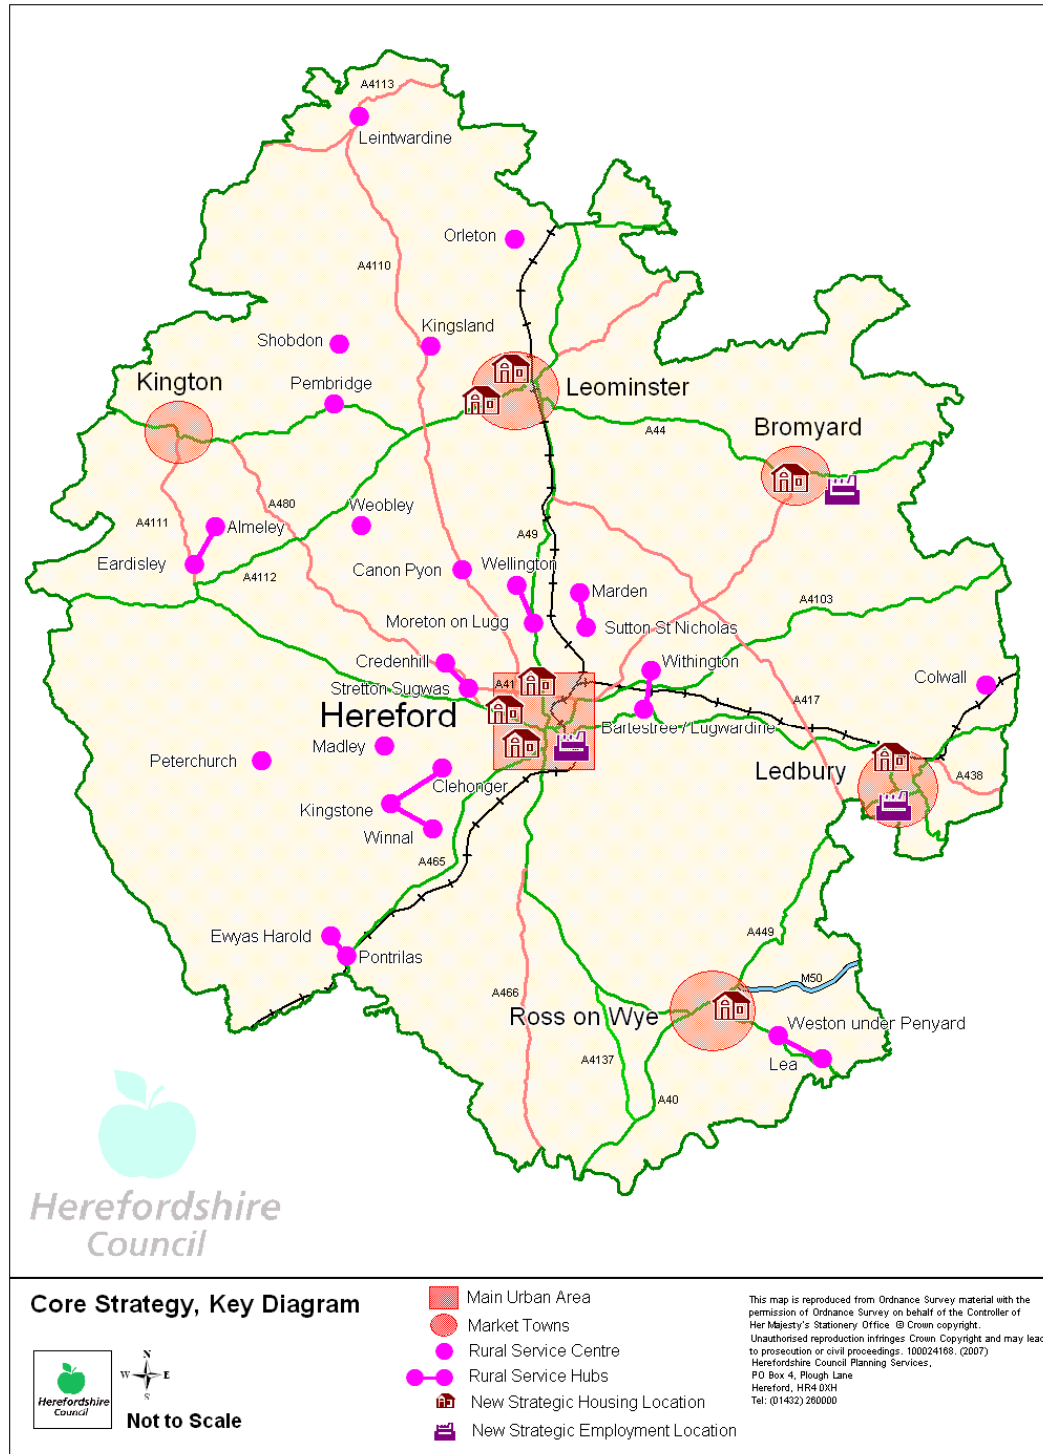 A4113
Leintwardine
Orleton
A4110
Kingsland
Shobdon
Kington
Pembridge
Leominster
A44
Bromyard
A480
Weobley
A4111
Almeley
A49
Eardisley
Canon Pyon
Wellington
A4112
Marden
A4103
Moreton on Lugg
Sutton St Nicholas
Credenhill
Withington
Colwall
Stretton Sugwas
A41
A417
Hereford
Bartestree / Lugwardine
Madley
Peterchurch
Ledbury
A438
Clehonger
Kingstone
Winnal
A465
Ewyas Harold
Pontrilas
A449
M50
A466
Ross on Wye
Weston under Penyard
A4137
Lea
A40
Herefordshire
Council
Core Strategy, Key Diagram
Herefordshire
Council
N
W E
S
Not to Scale
Main Urban Area
Market Towns
Rural Service Centre
Rural Service Hubs
New Strategic Housing Location
New Strategic Employment Location
This map is reproduced from Ordnance Survey material with the
permission of Ordnance Survey on behalf of the Controller of
Her Majesty's Stationery Office © Crown copyright.
Unauthorised reproduction infringes Crown Copyright and may lead
to prosecution or civil proceedings. 100024168. (2007)
Herefordshire Council Planning Services,
PO Box 4, Plough Lane
Hereford, HR4 0XH
Tel: (01432) 260000